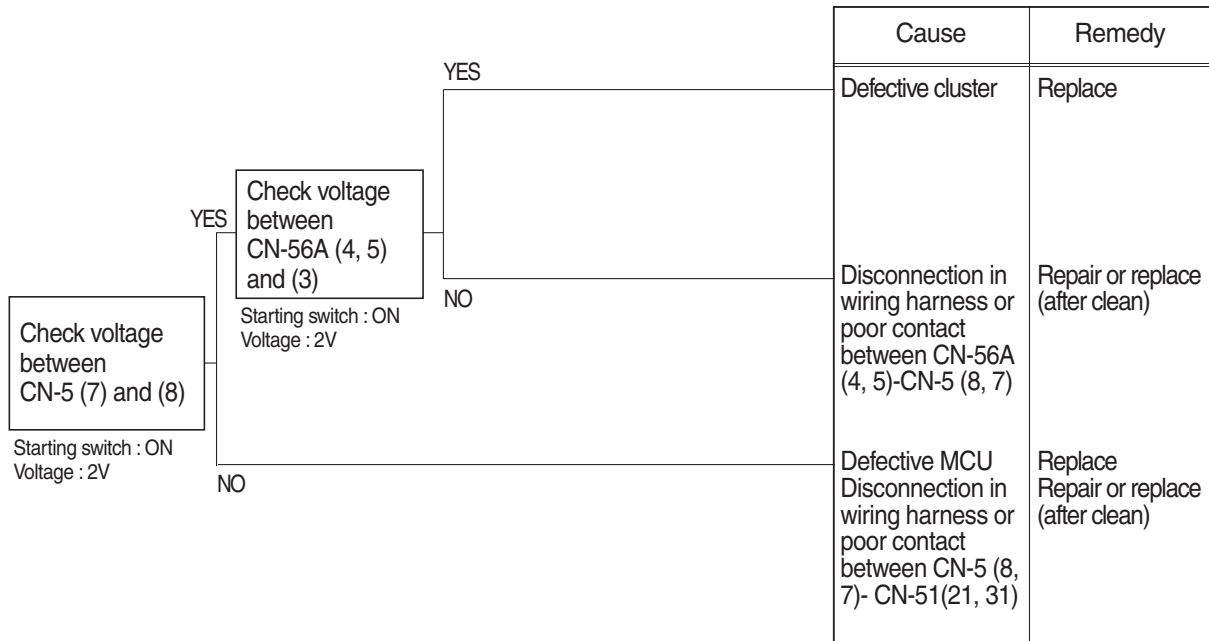 Cause
Remedy
YES
Defective cluster
Replace
Check voltage
between
CN-56A (4, 5)
and (3)
YES
Starting switch : ON
Voltage : 2V
NO
Disconnection in
wiring harness or
poor contact
between CN-56A
(4, 5)-CN-5 (8, 7)
Repair or replace
(after clean)
Check voltage
between
CN-5 (7) and (8)
Starting switch : ON
Voltage : 2V
NO
Defective MCU
Disconnection in
wiring harness or
poor contact
between CN-5 (8,
7)- CN-51(21, 31)
Replace
Repair or replace
(after clean)